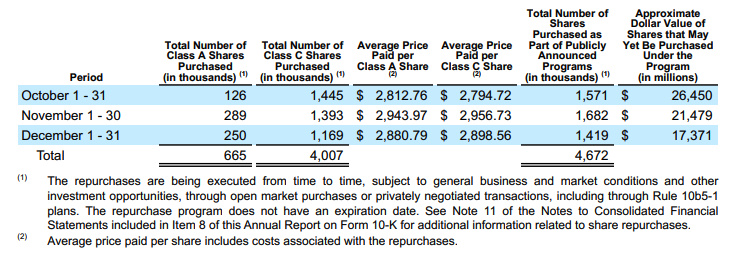 Total Number of Shares Purchased as Part of Publicly Announced Programs (in thousands) (1)
Approximate Dollar Value of Shares that May Yet Be Purchased Under the Program (in millions)
Period
Total Number of Class A Shares Purchased (in thousands) (1)
Total Number of Class C Shares Purchased (in thousands) (1)
Average Price Paid per Class A Share (2)
Average Price Paid per Class C Share (2)
October 1 - 31 126 1,445 $ 2,812.76 $ 2,794.72 1,571 $ 26,450
November 1 - 30 289 1,393 $ 2,943.97 $ 2,956.73 1,682 $ 21,479
December 1 - 31 250 1,169 $ 2,880.79 $ 2,898.56 1,419 $ 17,371
Total 665 4,007 4,672
(1) The repurchases are being executed from time to time, subject to general business and market conditions and other
investment opportunities, through open market purchases or privately negotiated transactions, including through Rule 10b5-1
plans. The repurchase program does not have an expiration date. See Note 11 of the Notes to Consolidated Financial
Statements included in Item 8 of this Annual Report on Form 10-K for additional information related to share repurchases.
(2) Average price paid per share includes costs associated with the repurchases.